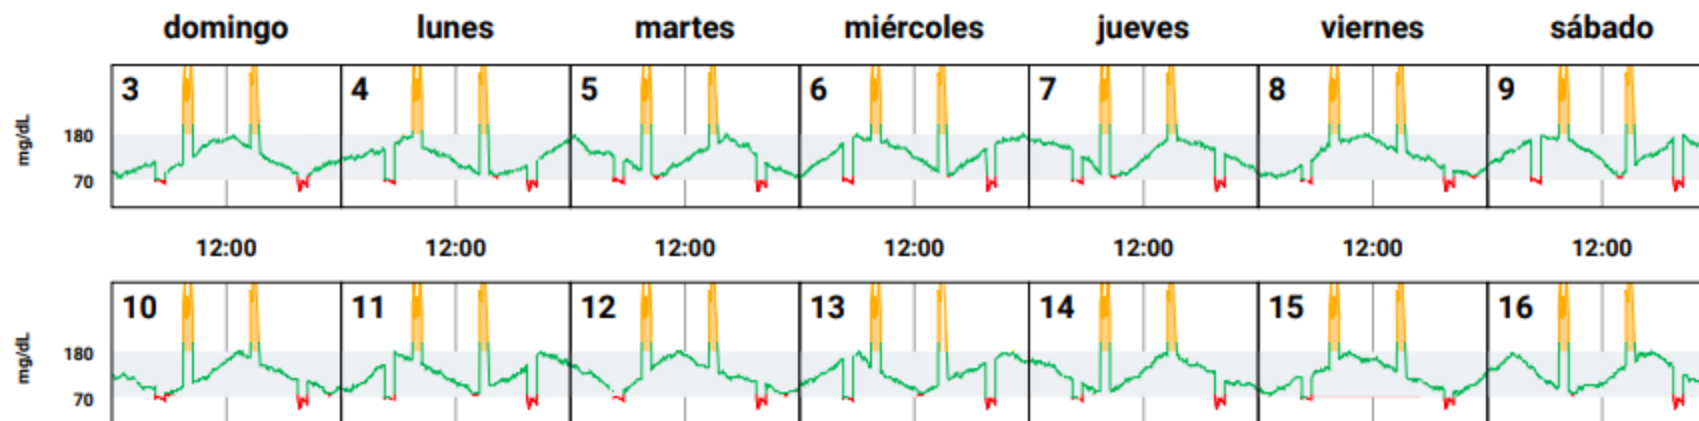 domingo lunes martes miércoles jueves viernes sábado
mg/dL
180
70
3 4 5 6 7 8 9
12:00 12:00 12:00 12:00 12:00 12:00 12:00
mg/dL
180
70
10 11 12 13 14 15 16